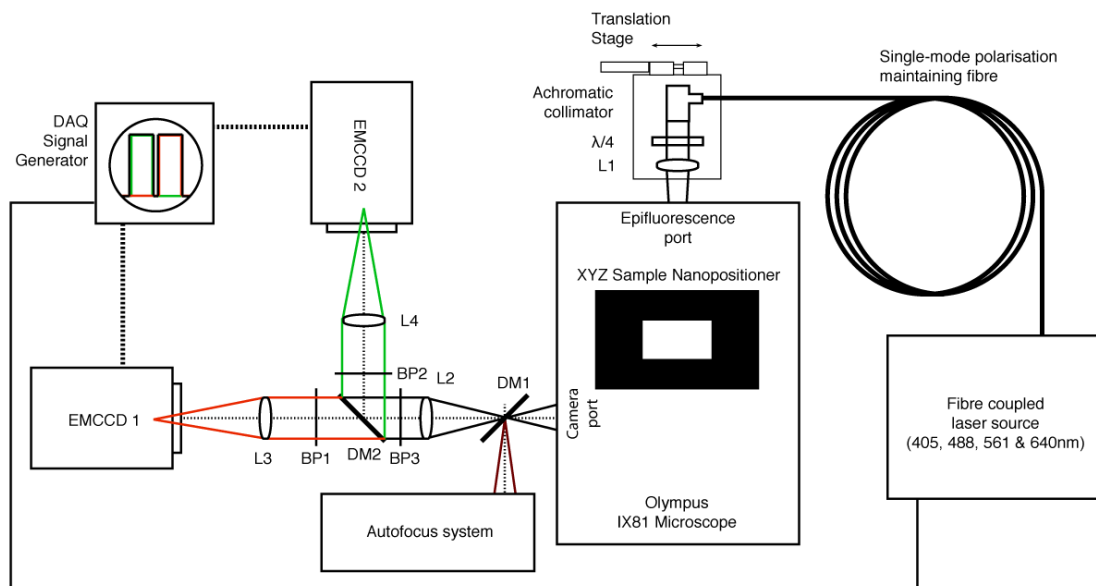 Translation
Stage
Single-mode polarisation
maintaining fibre
Achromatic
collimator
λ/4
L1
DAQ
Signal
Generator
EMCCD 2
Epifluorescence
port
XYZ Sample Nanopositioner
L4
BP2
L2
DM1
EMCCD 1
Camera
port
Fibre coupled
laser source
(405, 488, 561 & 640nm)
L3
BP1
DM2
BP3
Autofocus system
Olympus
IX81 Microscope